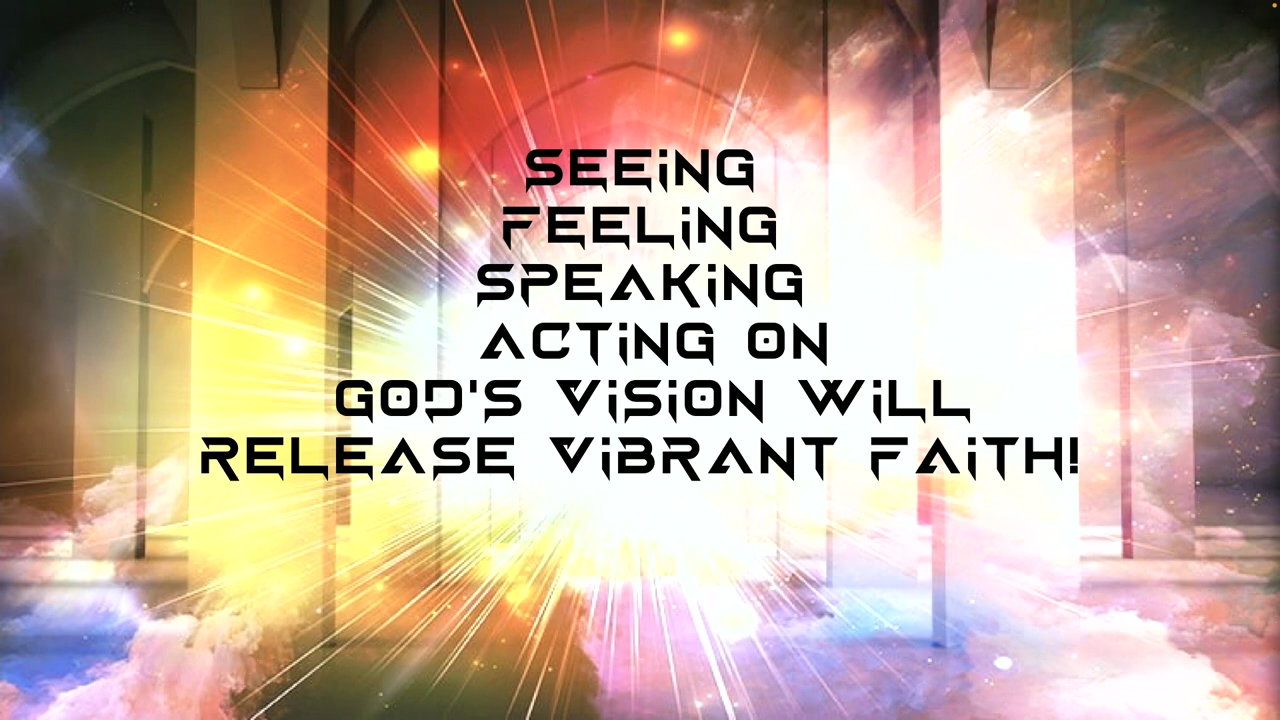 SEEiNG
FEELiNG
SPEAKiNG
ACTiNG ON
GOD'S ViSiON WiLL
RELEASE ViBRANT FAiTH!